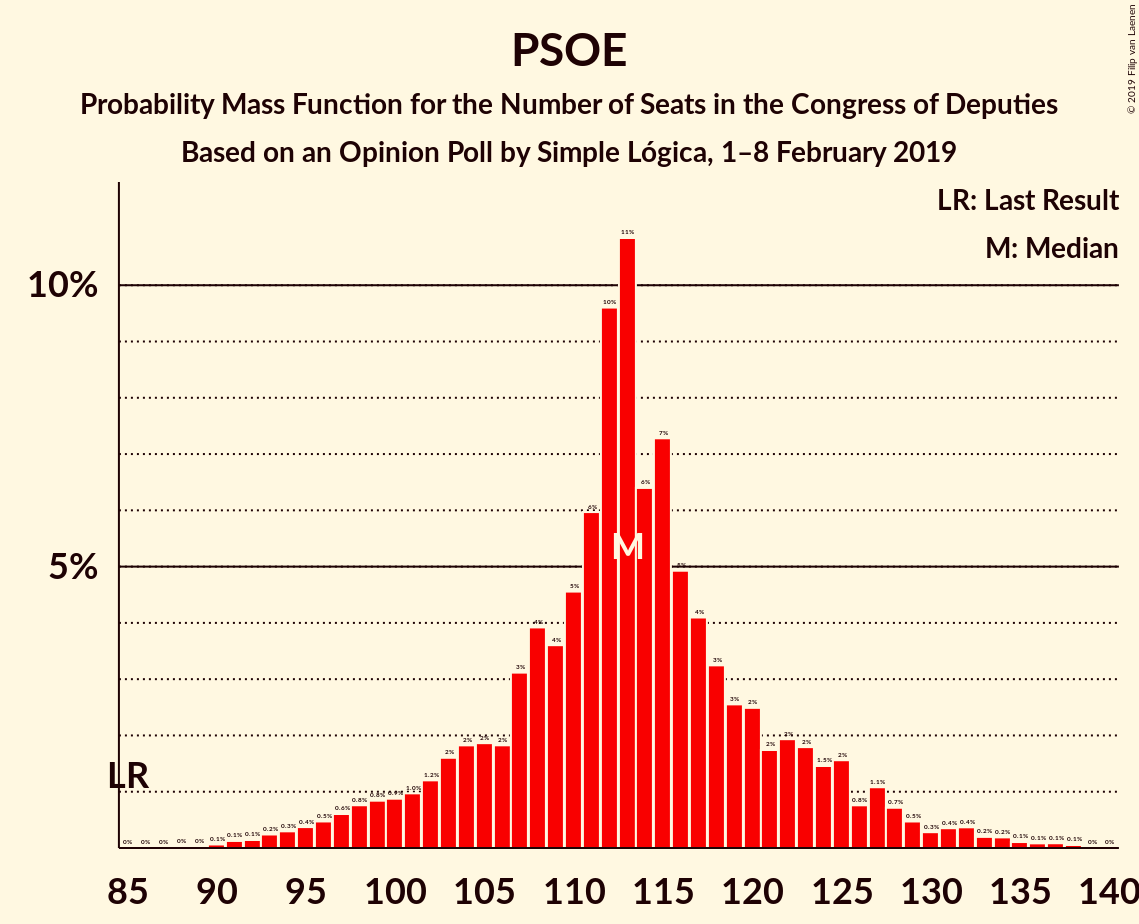 PSOE
Probability Mass Function for the Number of Seats in the Congress of Deputies
Based on an Opinion Poll by Simple Lógica, 1–8 February 2019
© 2019 Filip van Laenen
LR: Last Result
M: Median
10%
5%
LR
M
0% 0% 0% 0% 0% 0.1% 0.1% 0.1% 0.2% 0.3% 0.4% 0.5% 0.6% 0.8% 0.8% 0.9% 1.0% 1.2% 2% 2% 2% 2% 3% 4% 4% 5% 6% 10% 11% 6% 7% 5% 4% 3% 3% 2% 2% 2% 2% 1.5% 2% 0.8% 1.1% 0.7% 0.5% 0.3% 0.4% 0.4% 0.2% 0.2% 0.1% 0.1% 0.1% 0.1% 0% 0%
85 90 95 100 105 110 115 120 125 130 135 140